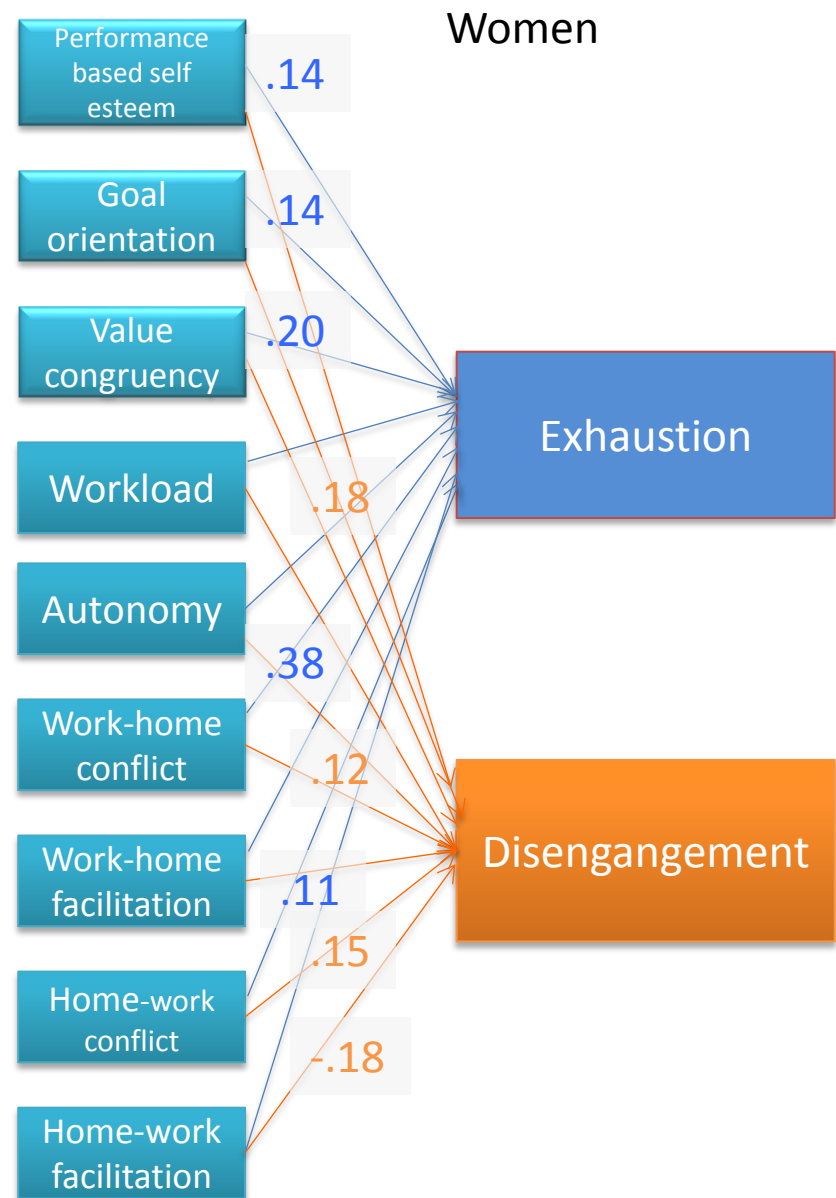 Women
Performance
based self
esteem
.14
Goal
orientation
.14
Value
congruency
.20
Exhaustion
Workload
.18
Autonomy
.38
Work-home
conflict
.12
Work-home
facilitation
.11
Disengangement
Home-work
conflict
.15
-.18
Home-work
facilitation